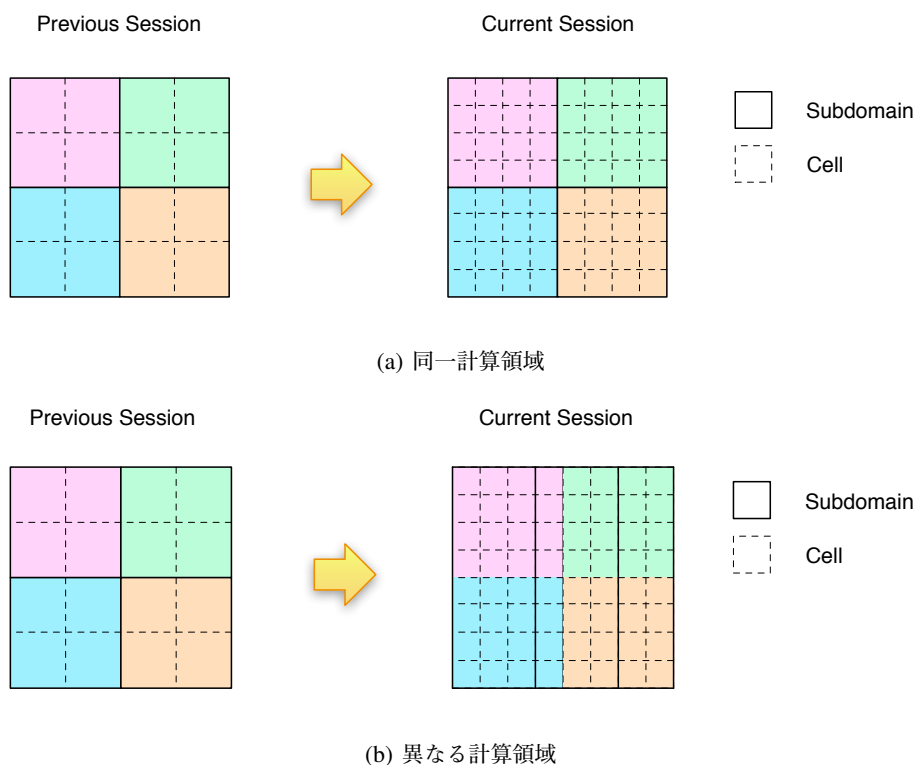 Previous Session
Current Session
Subdomain
Cell
(a) 同一計算領域
Previous Session
Current Session
Subdomain
Cell
(b) 異なる計算領域